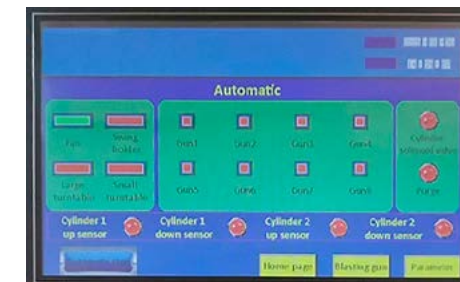 Automatic
Fan
Swing
holder
Gun1
Gun2
Gun3
Gun4
Cylinder
solenoid valve
Large
turntable
Small
turntable
Gun5
Gun6
Gun7
Gun8
Purge
Cylinder 1
up sensor
Cylinder 1
down sensor
Cylinder 2
up sensor
Cylinder 2
down sensor
Home page
Blasting gun
Parameter